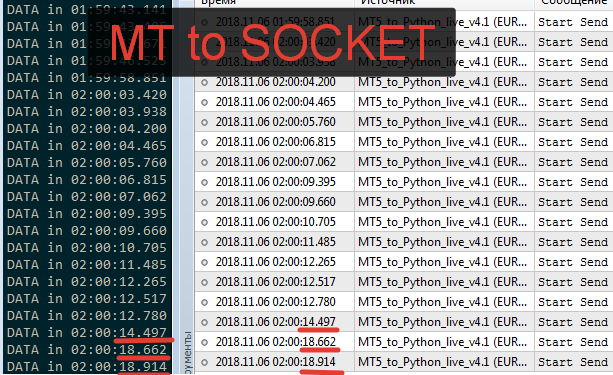 MT to SOCKET
DATA in 01:59:43.141
DATA in 01:59:58.851
DATA in 02:00:03.420
DATA in 02:00:03.938
DATA in 02:00:04.200
DATA in 02:00:04.465
DATA in 02:00:05.760
DATA in 02:00:06.815
DATA in 02:00:07.062
DATA in 02:00:09.395
DATA in 02:00:09.660
DATA in 02:00:10.705
DATA in 02:00:11.485
DATA in 02:00:12.265
DATA in 02:00:12.517
DATA in 02:00:12.780
DATA in 02:00:14.497
DATA in 02:00:18.662
DATA in 02:00:18.914
Время Источник Сообщение
2018.11.06 01:59:58.851 MT5_to_Python_live_v4.1 (EUR... Start Send
2018.11.06 02:00:03.420 MT5_to_Python_live_v4.1 (EUR... Start Send
2018.11.06 02:00:03.938 MT5_to_Python_live_v4.1 (EUR... Start Send
2018.11.06 02:00:04.200 MT5_to_Python_live_v4.1 (EUR... Start Send
2018.11.06 02:00:04.465 MT5_to_Python_live_v4.1 (EUR... Start Send
2018.11.06 02:00:05.760 MT5_to_Python_live_v4.1 (EUR... Start Send
2018.11.06 02:00:06.815 MT5_to_Python_live_v4.1 (EUR... Start Send
2018.11.06 02:00:07.062 MT5_to_Python_live_v4.1 (EUR... Start Send
2018.11.06 02:00:09.395 MT5_to_Python_live_v4.1 (EUR... Start Send
2018.11.06 02:00:09.660 MT5_to_Python_live_v4.1 (EUR... Start Send
2018.11.06 02:00:10.705 MT5_to_Python_live_v4.1 (EUR... Start Send
2018.11.06 02:00:11.485 MT5_to_Python_live_v4.1 (EUR... Start Send
2018.11.06 02:00:12.265 MT5_to_Python_live_v4.1 (EUR... Start Send
2018.11.06 02:00:12.517 MT5_to_Python_live_v4.1 (EUR... Start Send
2018.11.06 02:00:12.780 MT5_to_Python_live_v4.1 (EUR... Start Send
2018.11.06 02:00:14.497 MT5_to_Python_live_v4.1 (EUR... Start Send
2018.11.06 02:00:18.662 MT5_to_Python_live_v4.1 (EUR... Start Send
2018.11.06 02:00:18.914 MT5_to_Python_live_v4.1 (EUR... Start Send